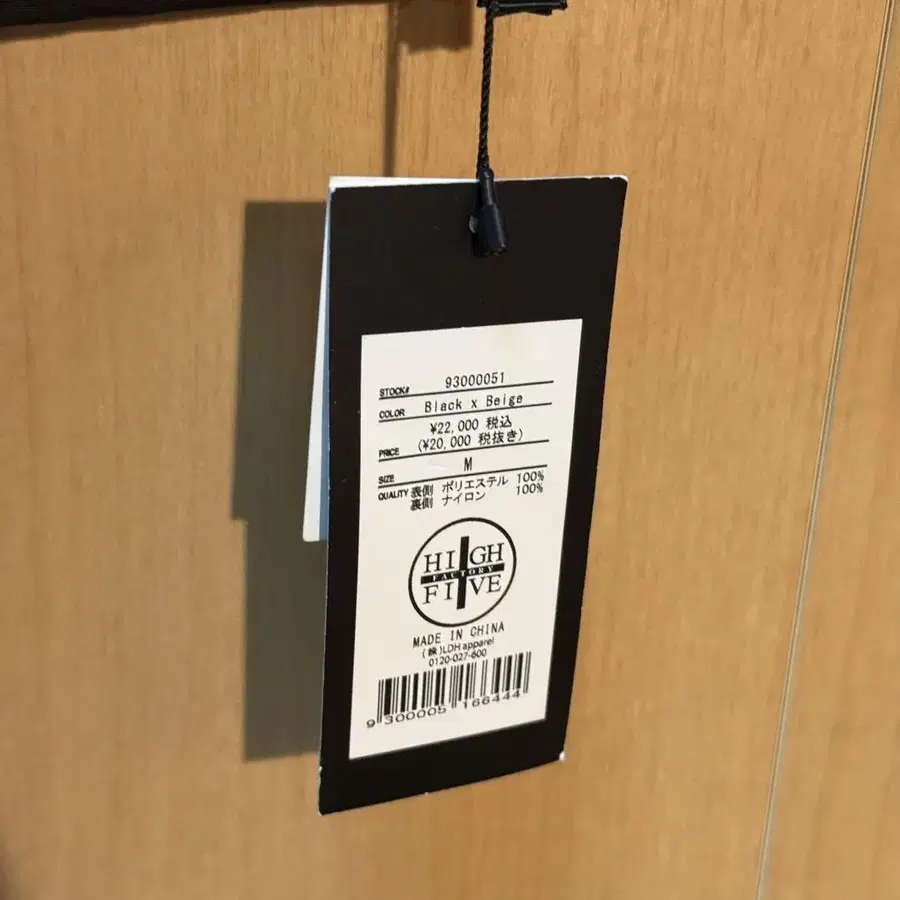 STOCK# 93000051
COLOR Black x Beige
¥22,000 税込
PRICE (¥20,000 税抜き)
SIZE M
QUALITY 表側 ポリエステル 100%
裏側 ナイロン 100%
HIGH
FACTORY
FIVE
MADE IN CHINA
(株)LDH apparel
0120-027-600
9 300005 166444